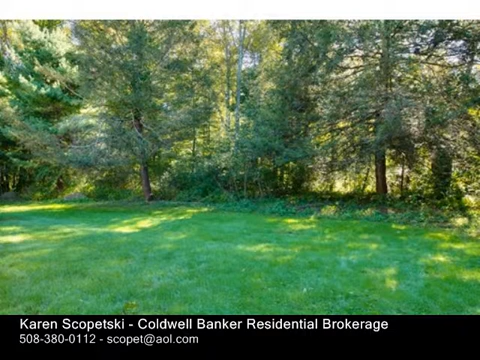 Karen Scopetski - Coldwell Banker Residential Brokerage
508-380-0112 - scopet@aol.com